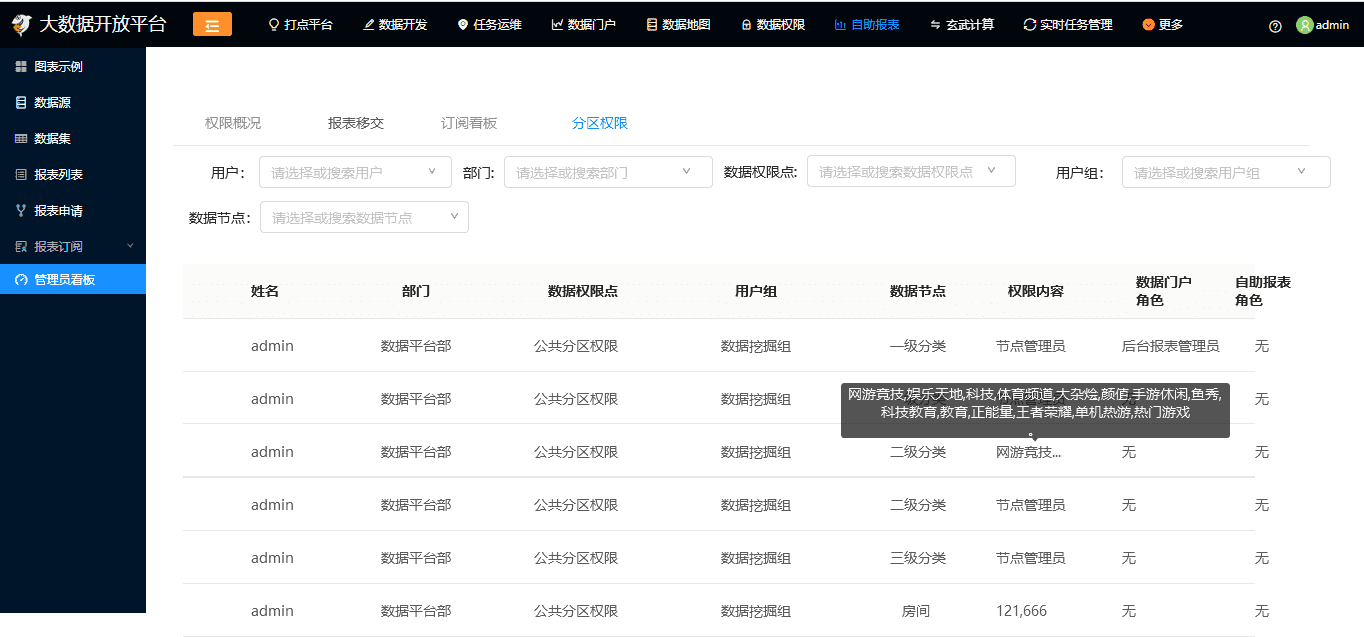 大数据开放平台 打点平台 数据开发 任务运维 数据门户 数据地图 数据权限 自助报表 玄武计算 实时任务管理 更多 admin
图表示例
数据源
数据集
报表列表
报表申请
报表订阅
管理员看板
权限概况 报表移交 订阅看板 分区权限
用户： 请选择或搜索用户 部门: 请选择或搜索部门 数据权限点: 请选择或搜索数据权限点 用户组： 请选择或搜索用户组
数据节点： 请选择或搜索数据节点
姓名 部门 数据权限点 用户组 数据节点 权限内容 数据门户角色 自助报表角色
admin 数据平台部 公共分区权限 数据挖掘组 一级分类 节点管理员 后台报表管理员 无
admin 数据平台部 公共分区权限 数据挖掘组 无
网游竞技,娱乐天地,科技,体育频道,大杂烩,颜值,手游休闲,鱼秀,
科技教育,教育,正能量,王者荣耀,单机热游,热门游戏
。
admin 数据平台部 公共分区权限 数据挖掘组 二级分类 网游竞技... 无 无
admin 数据平台部 公共分区权限 数据挖掘组 二级分类 节点管理员 无 无
admin 数据平台部 公共分区权限 数据挖掘组 三级分类 节点管理员 无 无
admin 数据平台部 公共分区权限 数据挖掘组 房间 121,666 无 无